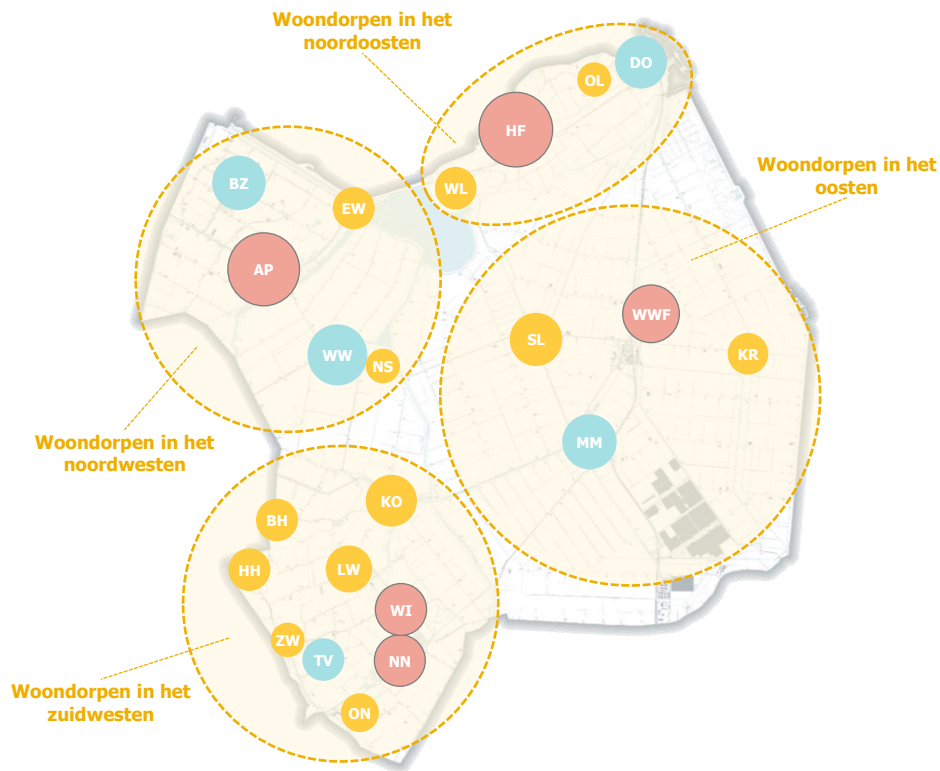 Woondorpen in het
noordoosten
DO
OL
HF
WL
Woondorpen in het
oosten
BZ
EW
AP
WWF
SL
KR
WW
NS
MM
Woondorpen in het
noordwesten
KO
BH
HH
LW
WI
ZW
TV
NN
ON
Woondorpen in het
zuidwesten